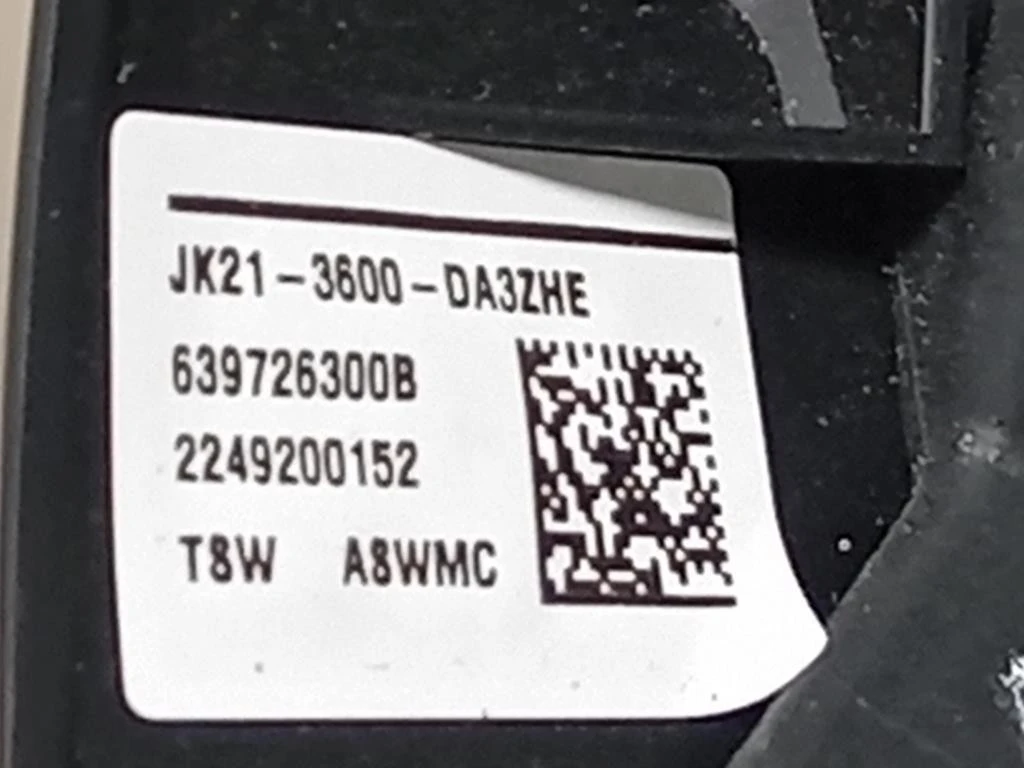 JK21-3600-DA3ZHE
639726300B
2249200152
T8W A8WMC